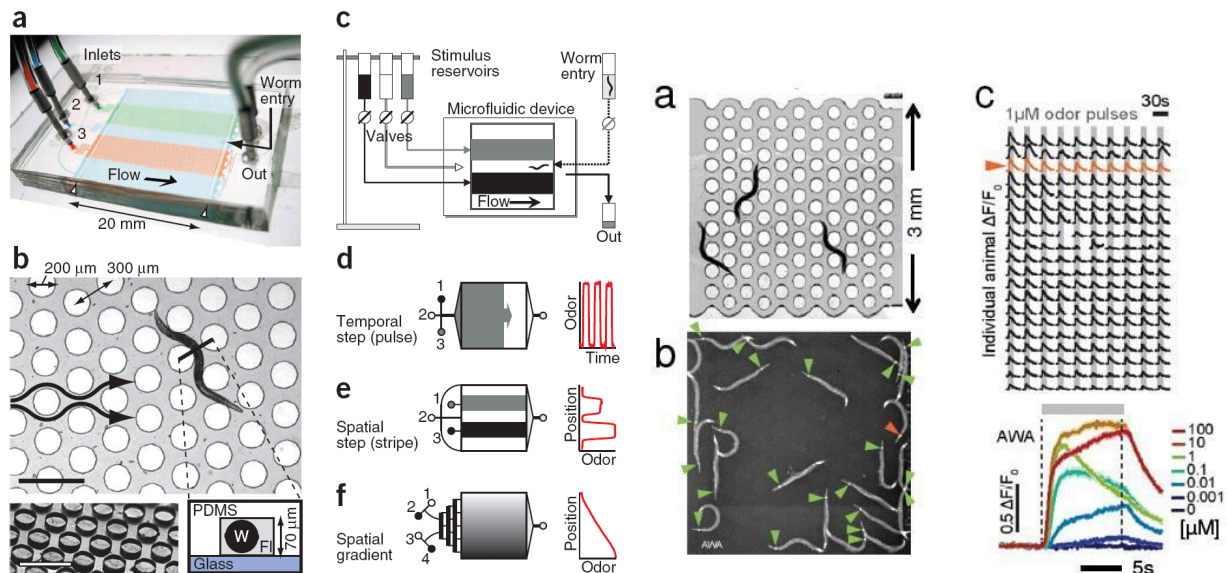 a
Inlets
1
2
3
Worm
entry
Flow
Out
20 mm
b
200 µm
300 µm
PDMS
W
Fl
70 µm
Glass
c
Stimulus
reservoirs
Worm
entry
Microfluidic device
Valves
Flow
Out
d
1
2
3
Temporal
step (pulse)
Odor
Time
e
1
2
3
Spatial
step (stripe)
Position
Odor
f
1
2
3
4
Spatial
gradient
Position
Odor
a
3 mm
b
AWA
c
30s
1µM odor pulses
Individual animal ΔF/F0
AWA
0.5 ΔF/F0
100
10
1
0.1
0.01
0.001
0
[µM]
5s